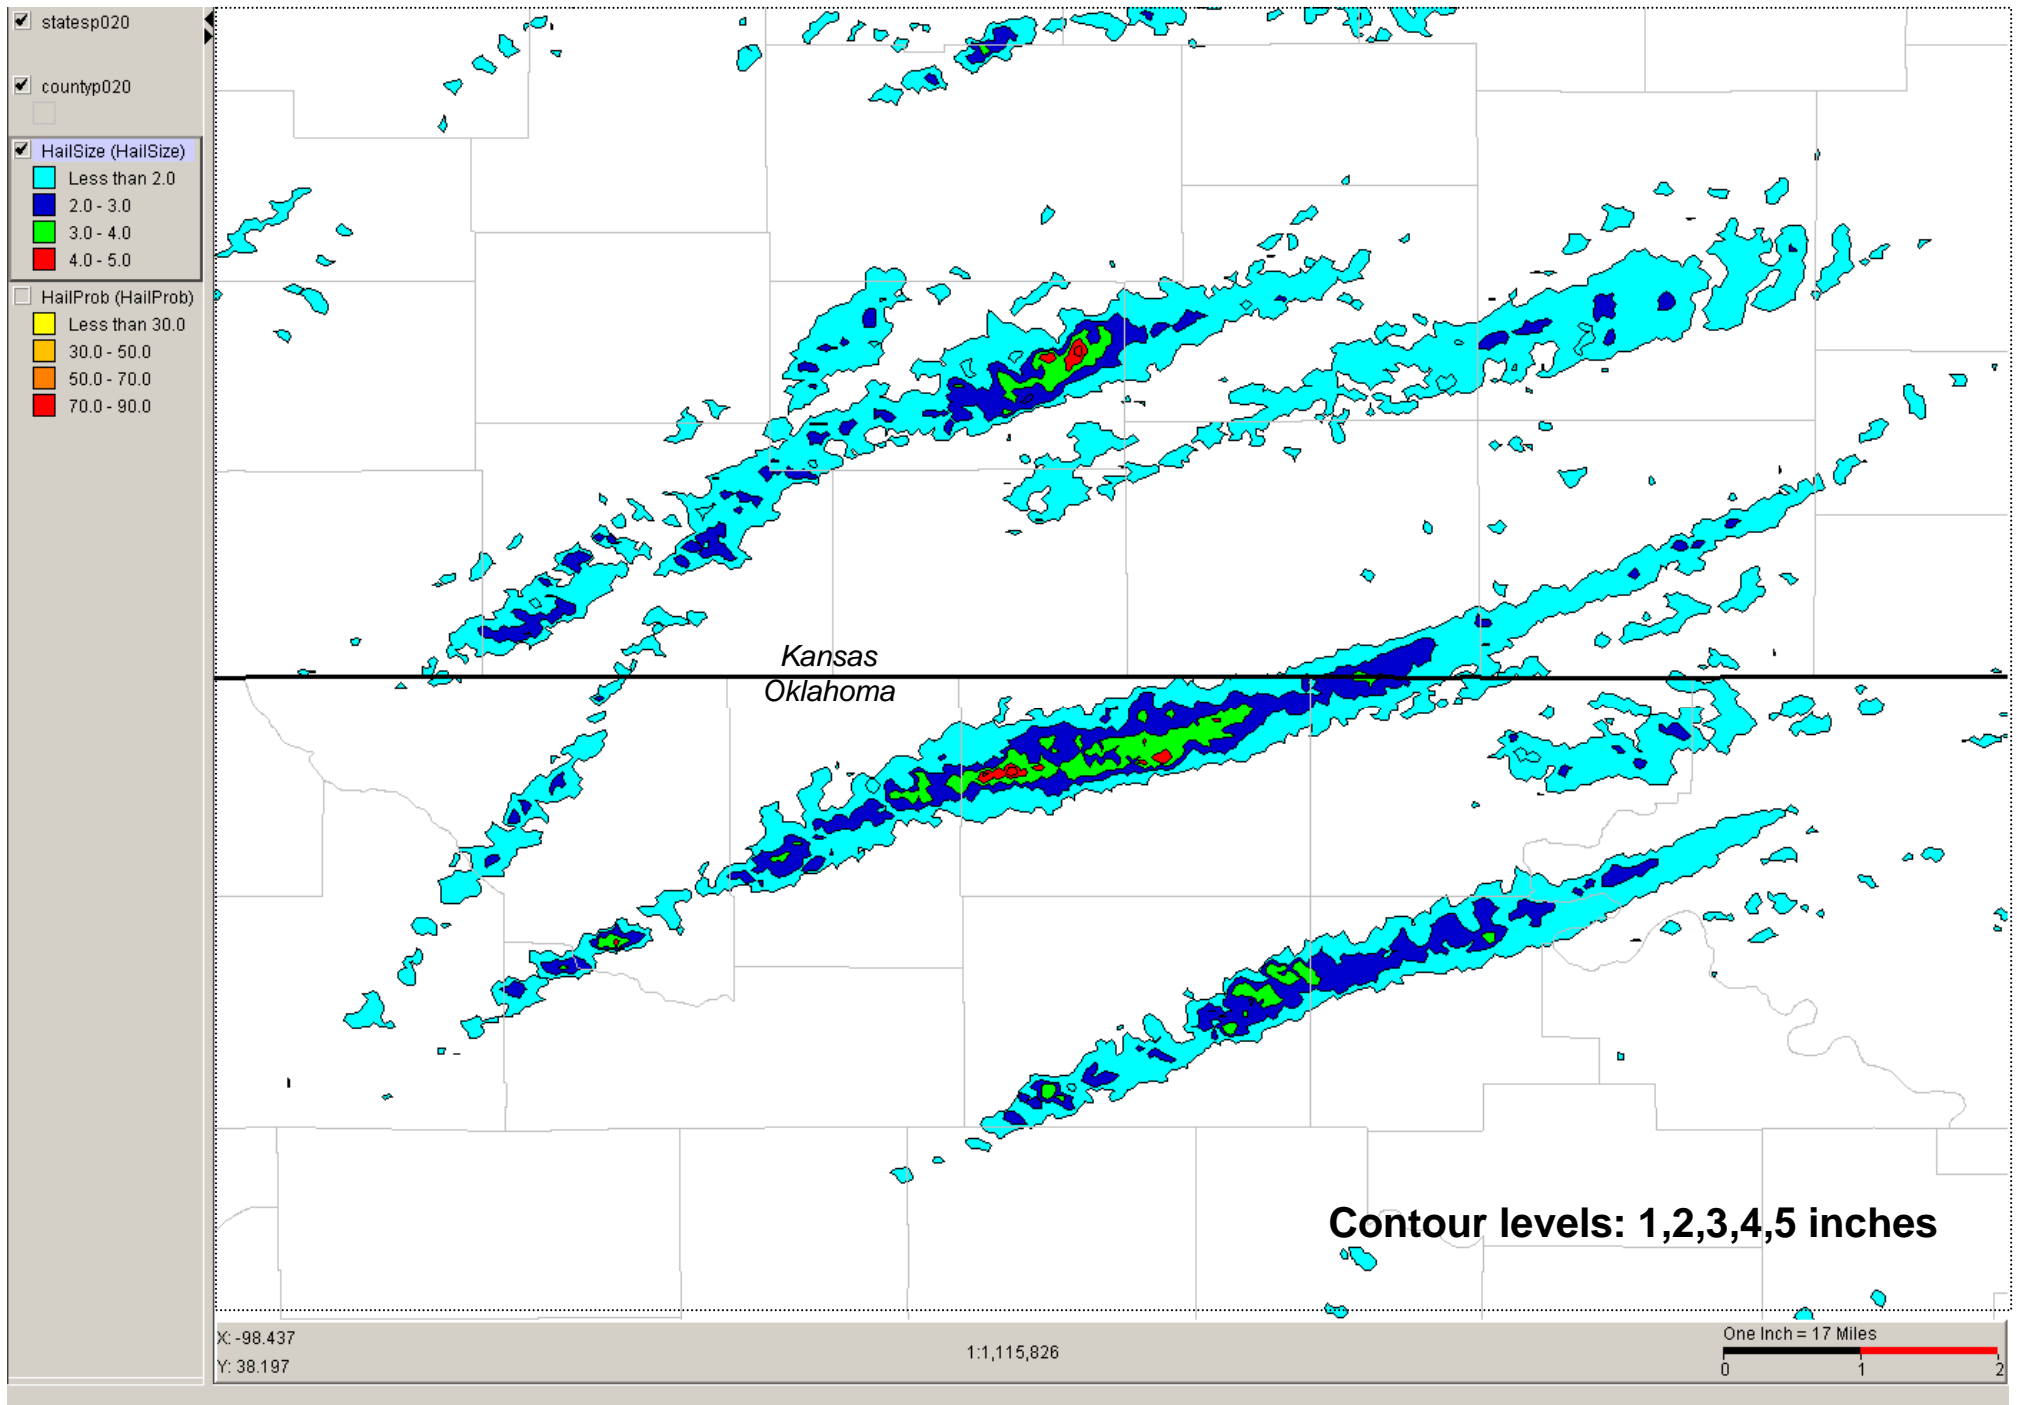 statesp020
countyp020
HailSize (HailSize)
Less than 2.0
2.0 - 3.0
3.0 - 4.0
4.0 - 5.0
HailProb (HailProb)
Less than 30.0
30.0 - 50.0
50.0 - 70.0
70.0 - 90.0
Kansas
Oklahoma
Contour levels: 1,2,3,4,5 inches
X: -98.437
Y: 38.197
1:1,115,826
One Inch = 17 Miles
0 1 2